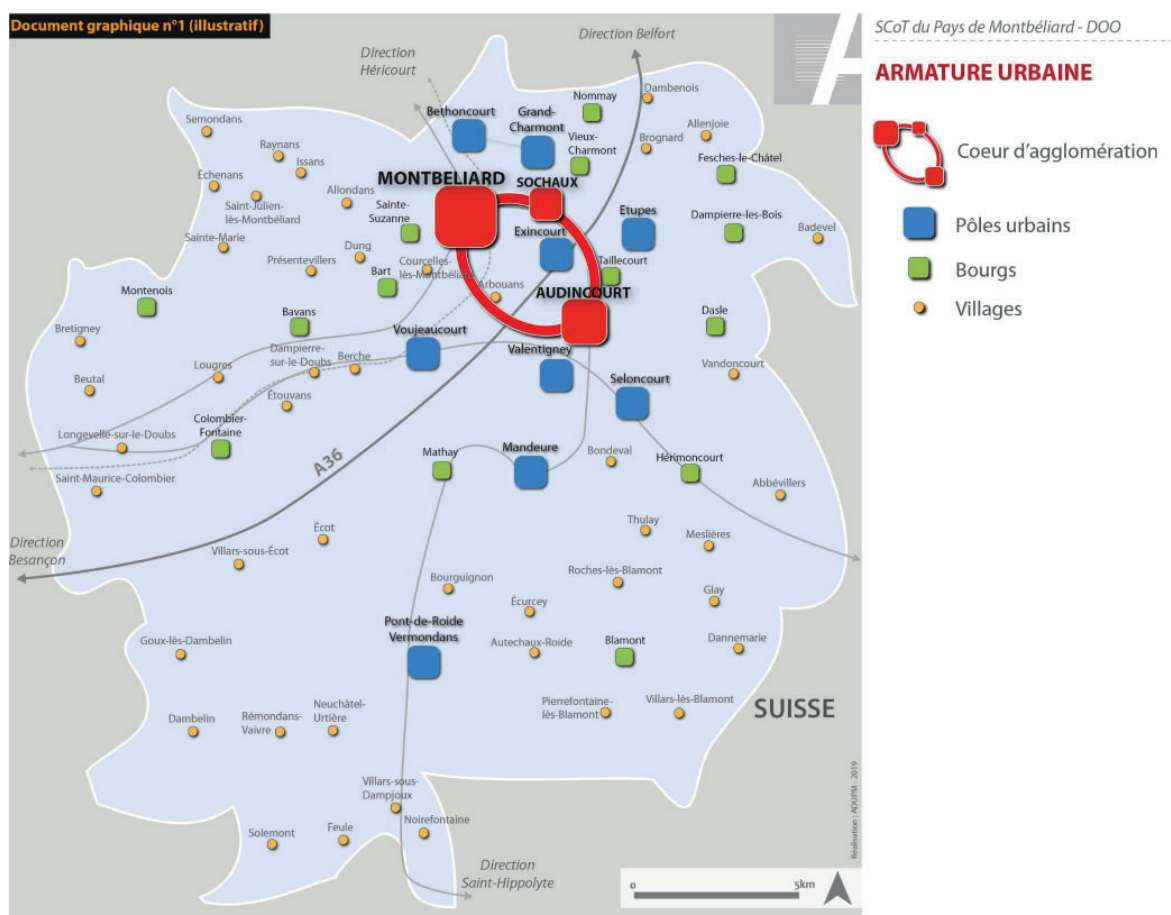 Document graphique n°1 (illustratif)
SCoT du Pays de Montbéliard - DOO
ARMATURE URBAINE
Coeur d'agglomération
Pôles urbains
Bourgs
Villages
Direction Belfort
Direction
Héricourt
Dambenois
Nommay
Bethoncourt
Grand-
Charmont
Semondans
Allenjoie
Vieux-
Charmont
Brognard
Raynans
Issans
Fesches-le-Châtel
MONTBELIARD
SOCHAUX
Echenans
Allondans
Saint-Julien-
lès-Montbéliard
Sainte-
Suzanne
Etupes
Dampierre-les-Bois
Exincourt
Badevel
Sainte-Marie
Dung
Présentevillers
Courcelles-
lès-Montbéliard
Taillecourt
Bart
Arbouans
Montenois
AUDINCOURT
Bavans
Dasle
Bretigney
Voujeaucourt
Dampierre-
sur-le-Doubs
Berche
Valentigney
Vandoncourt
Lougres
Beutal
Seloncourt
Étouvans
Colombier-
Fontaine
Longevelle-sur-le-Doubs
A36
Mathay
Mandeure
Bondeval
Hérimoncourt
Saint-Maurice-Colombier
Abbévillers
Thulay
Écot
Meslières
Direction
Besançon
Villars-sous-Écot
Bourguignon
Roches-lès-Blamont
Glay
Écurcey
Pont-de-Roide
Vermondans
Goux-lès-Dambelin
Autechaux-Roide
Blamont
Dannemarie
Neuchâtel-
Urtière
Pierrefontaine-
lès-Blamont
Villars-lès-Blamont
SUISSE
Dambelin
Rémondans-
Vaivre
Villars-sous-
Dampjoux
Noirefontaine
Solemont
Feule
Direction
Saint-Hippolyte
0
5km
Réalisation : ADUPM - 2019